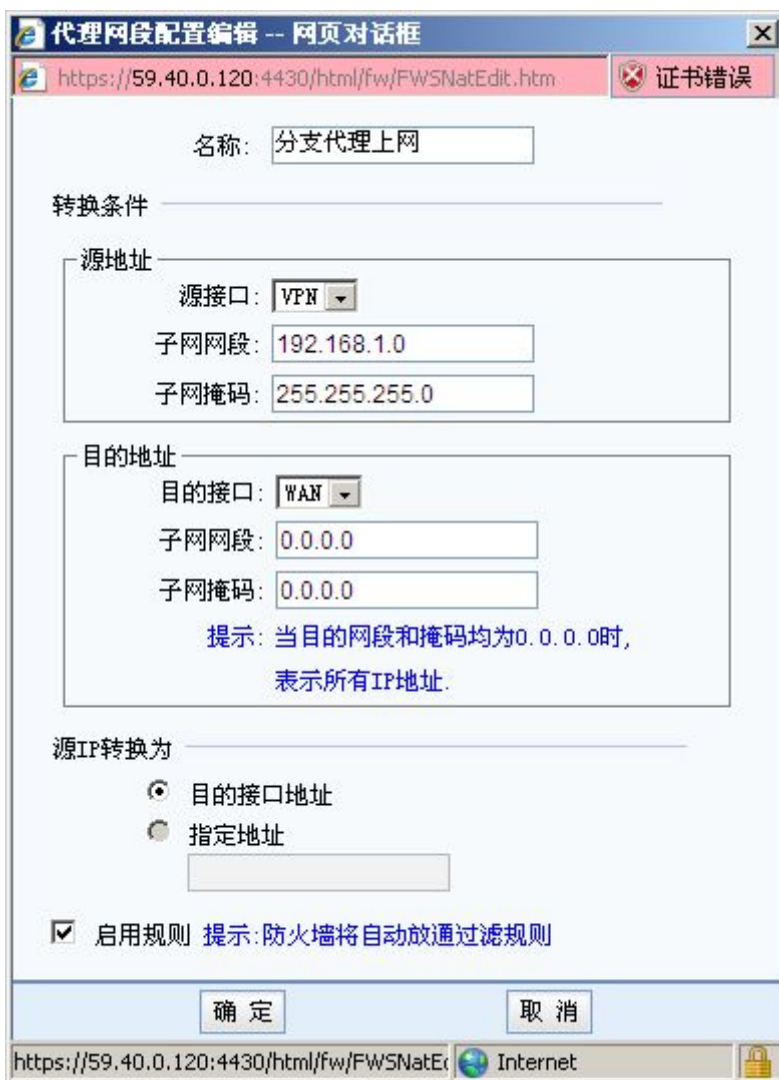 代理网段配置编辑 -- 网页对话框
https://59.40.0.120:4430/html/fw/FWSNatEdit.htm 证书错误
名称: 分支代理上网
转换条件
源地址
源接口: VPN
子网网段: 192.168.1.0
子网掩码: 255.255.255.0
目的地址
目的接口: WAN
子网网段: 0.0.0.0
子网掩码: 0.0.0.0
提示: 当目的网段和掩码均为0.0.0.0时,
表示所有IP地址.
源IP转换为
目的接口地址
指定地址
启用规则 提示:防火墙将自动放通过滤规则
确 定 取 消
https://59.40.0.120:4430/html/fw/FWSNatE Internet